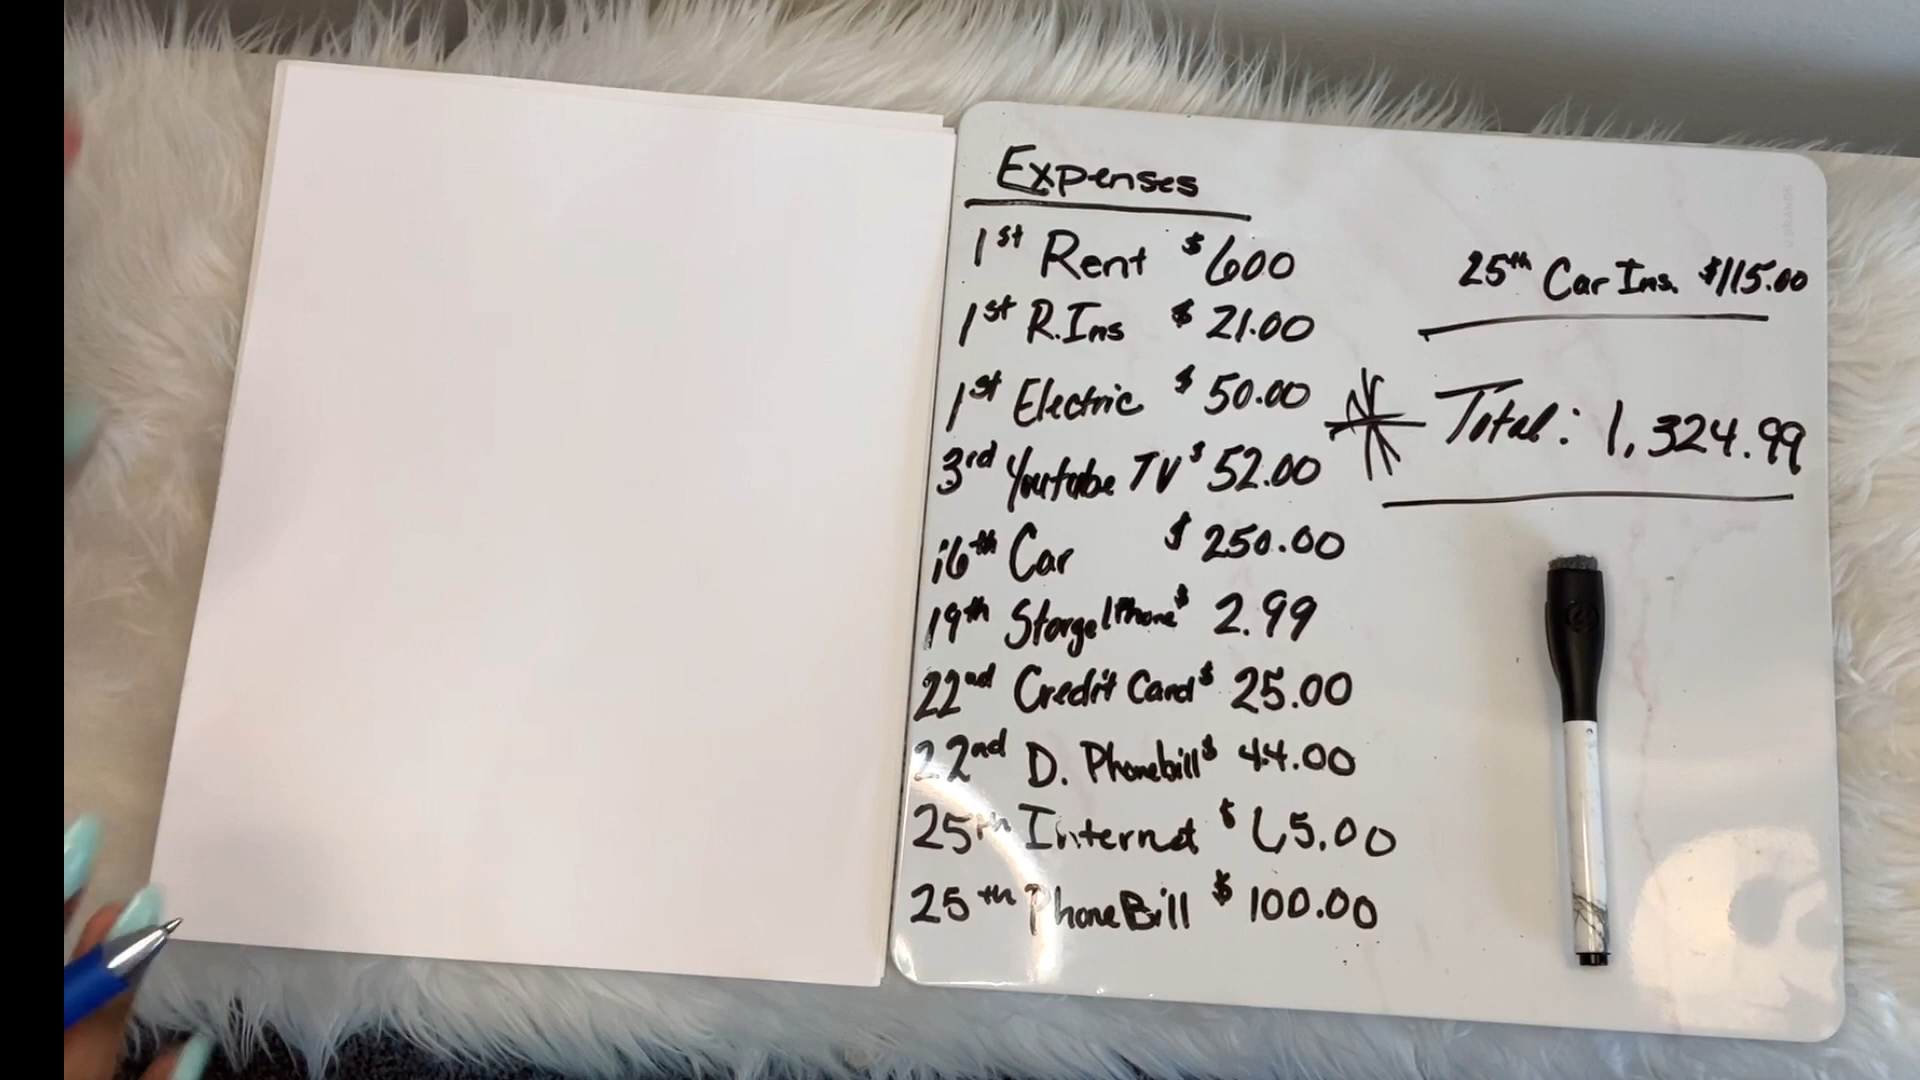 Expenses
1st Rent $600
1st R.Ins $21.00
1st Electric $50.00
3rd Youtube TV $52.00
16th Car $250.00
19th Storge iPhone $2.99
22nd Credit Card $25.00
22nd D. Phonebill $44.00
25th Internet $65.00
25th Phone Bill $100.00
25th Car Ins. $115.00
Total: 1,324.99